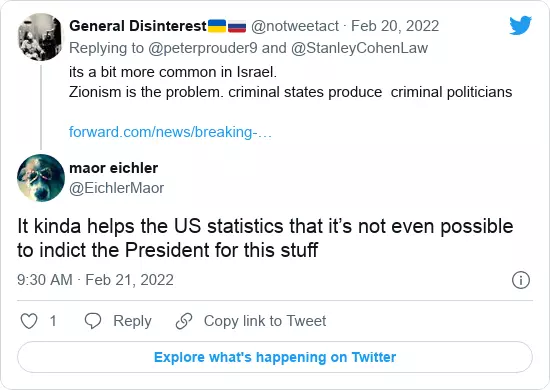 General Disinterest🇺🇦🇷🇺 @notweetact · Feb 20, 2022
Replying to @peterprouder9 and @StanleyCohenLaw
its a bit more common in Israel.
Zionism is the problem. criminal states produce  criminal politicians
forward.com/news/breaking-…
maor eichler
@EichlerMaor
It kinda helps the US statistics that it’s not even possible
to indict the President for this stuff
9:30 AM · Feb 21, 2022
1 Reply Copy link to Tweet
Explore what's happening on Twitter